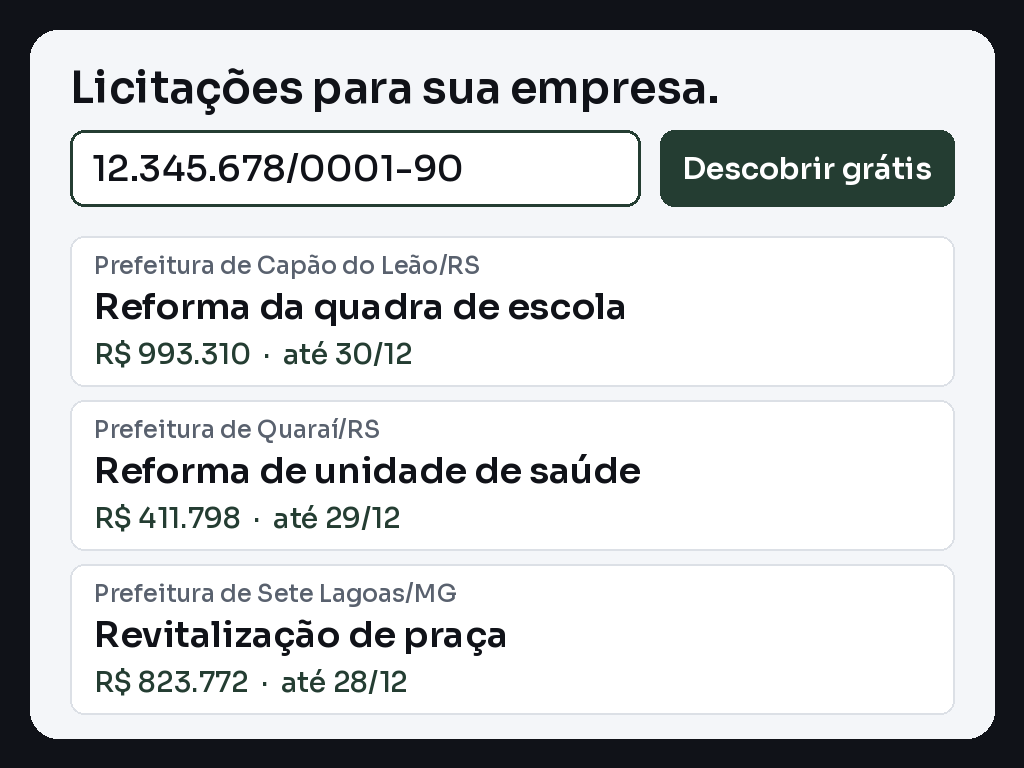 Licitações para sua empresa.
12.345.678/0001-90
Descobrir grátis
Prefeitura de Capão do Leão/RS
Reforma da quadra de escola
R$ 993.310 · até 30/12
Prefeitura de Quaraí/RS
Reforma de unidade de saúde
R$ 411.798 · até 29/12
Prefeitura de Sete Lagoas/MG
Revitalização de praça
R$ 823.772 · até 28/12